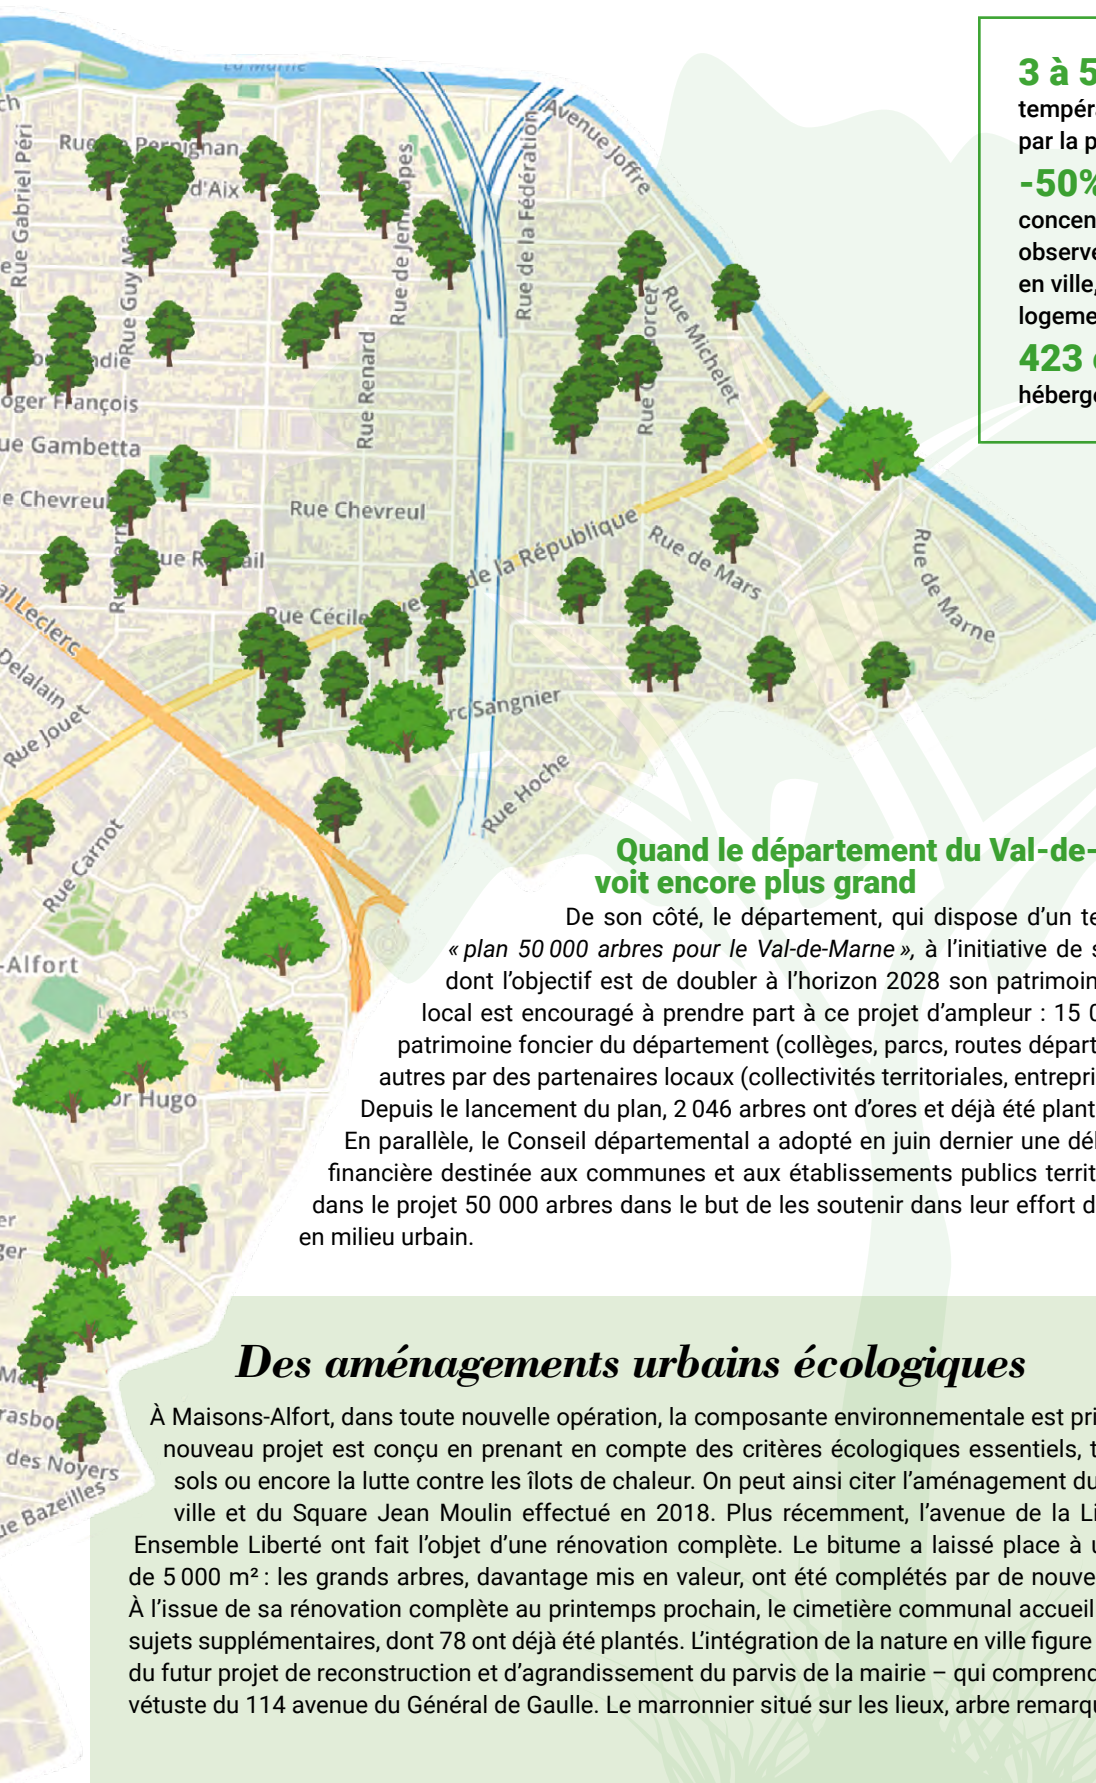 La Marne
Rue Gabriel Péri
Rue Perpignan
d'Aix
Rue Guy
Rue de
Rue de la Fédération
Avenue Joffre
Rue Michelet
Rue
Rue Renard
François
Gambetta
Chevreul
Rue Chevreul
de la République
Rue de Mars
Rue de Marne
Rue Cécile
Leclerc
Delalain
Rue Jouet
Sangnier
Rue Hoche
Rue Carnot
-Alfort
Hugo
des Noyers
Bazeilles
3 à 5
tempéra
par la p
-50%
concen
observé
en ville,
logeme
423
héberg
Quand le département du Val-de-
voit encore plus grand
De son côté, le département, qui dispose d'un te
« plan 50 000 arbres pour le Val-de-Marne », à l'initiative de s
dont l'objectif est de doubler à l'horizon 2028 son patrimoin
local est encouragé à prendre part à ce projet d'ampleur : 15 0
patrimoine foncier du département (collèges, parcs, routes départ
autres par des partenaires locaux (collectivités territoriales, entrepri
Depuis le lancement du plan, 2 046 arbres ont d'ores et déjà été plant
En parallèle, le Conseil départemental a adopté en juin dernier une dél
financière destinée aux communes et aux établissements publics territ
dans le projet 50 000 arbres dans le but de les soutenir dans leur effort d
en milieu urbain.
Des aménagements urbains écologiques
À Maisons-Alfort, dans toute nouvelle opération, la composante environnementale est pri
nouveau projet est conçu en prenant en compte des critères écologiques essentiels, t
sols ou encore la lutte contre les îlots de chaleur. On peut ainsi citer l'aménagement du
ville et du Square Jean Moulin effectué en 2018. Plus récemment, l'avenue de la Li
Ensemble Liberté ont fait l'objet d'une rénovation complète. Le bitume a laissé place à u
de 5 000 m² : les grands arbres, davantage mis en valeur, ont été complétés par de nouve
À l'issue de sa rénovation complète au printemps prochain, le cimetière communal accueil
sujets supplémentaires, dont 78 ont déjà été plantés. L'intégration de la nature en ville figure
du futur projet de reconstruction et d'agrandissement du parvis de la mairie – qui comprend
vétuste du 114 avenue du Général de Gaulle. Le marronnier situé sur les lieux, arbre remarqu